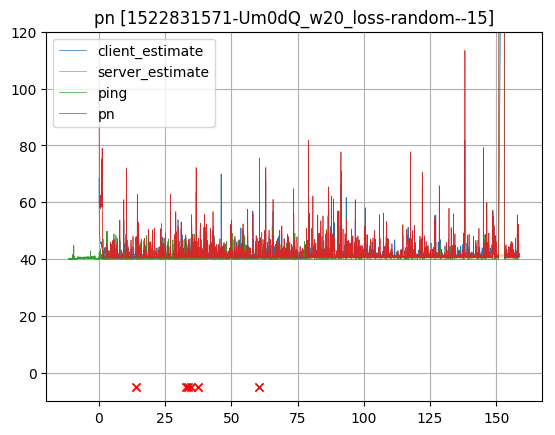 pn [1522831571-Um0dQ_w20_loss-random--15]
120
100
80
60
40
20
0
client_estimate
server_estimate
ping
pn
0
25
50
75
100
125
150